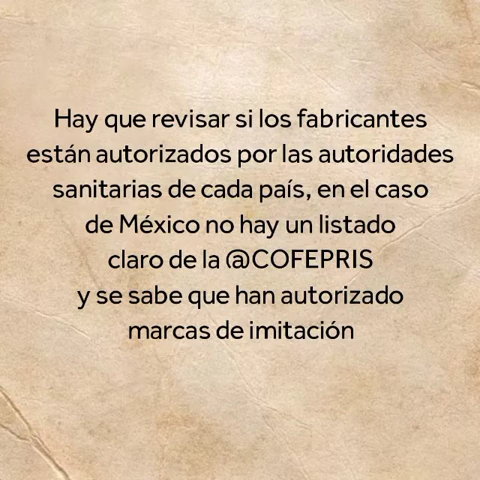 Hay que revisar si los fabricantes
están autorizados por las autoridades
sanitarias de cada país, en el caso
de México no hay un listado
claro de la @COFEPRIS
y se sabe que han autorizado
marcas de imitación